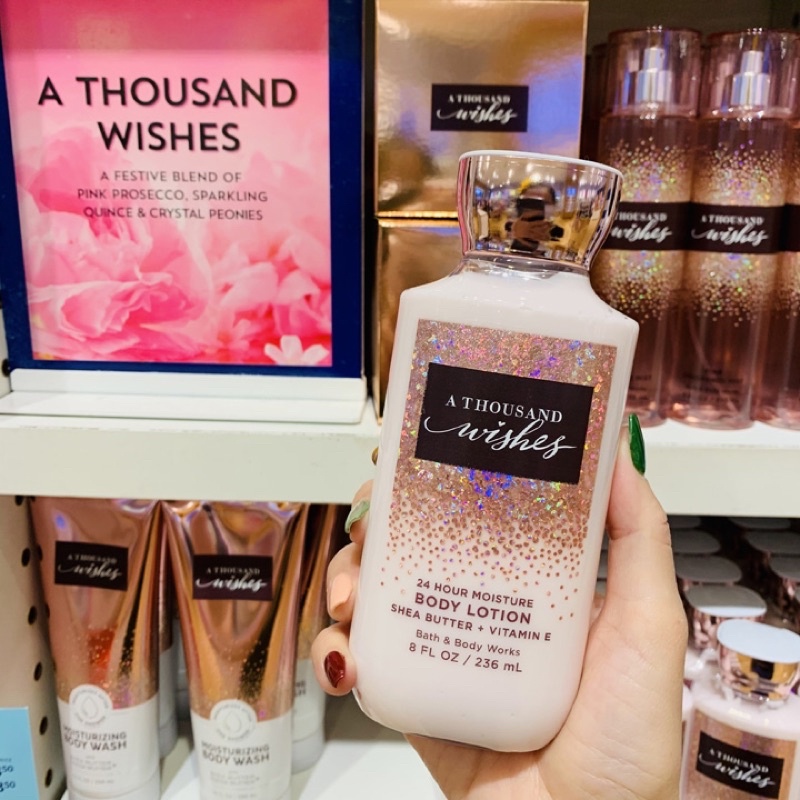 A THOUSAND
WISHES
A FESTIVE BLEND OF
PINK PROSECCO, SPARKLING
QUINCE & CRYSTAL PEONIES
A THOUSAND
wishes
THOUSAND
wishes
A THOUSAND
wishes
A THOUSAND
wishes
24 HOUR MOISTURE
BODY LOTION
SHEA BUTTER + VITAMIN E
Bath & Body Works
8 FL OZ / 236 mL
A THOUSAND
wishes
MOISTURIZING
BODY WASH
A THOUSAND
wishes
MOISTURIZING
BODY WASH
A THOUSAND
wishes